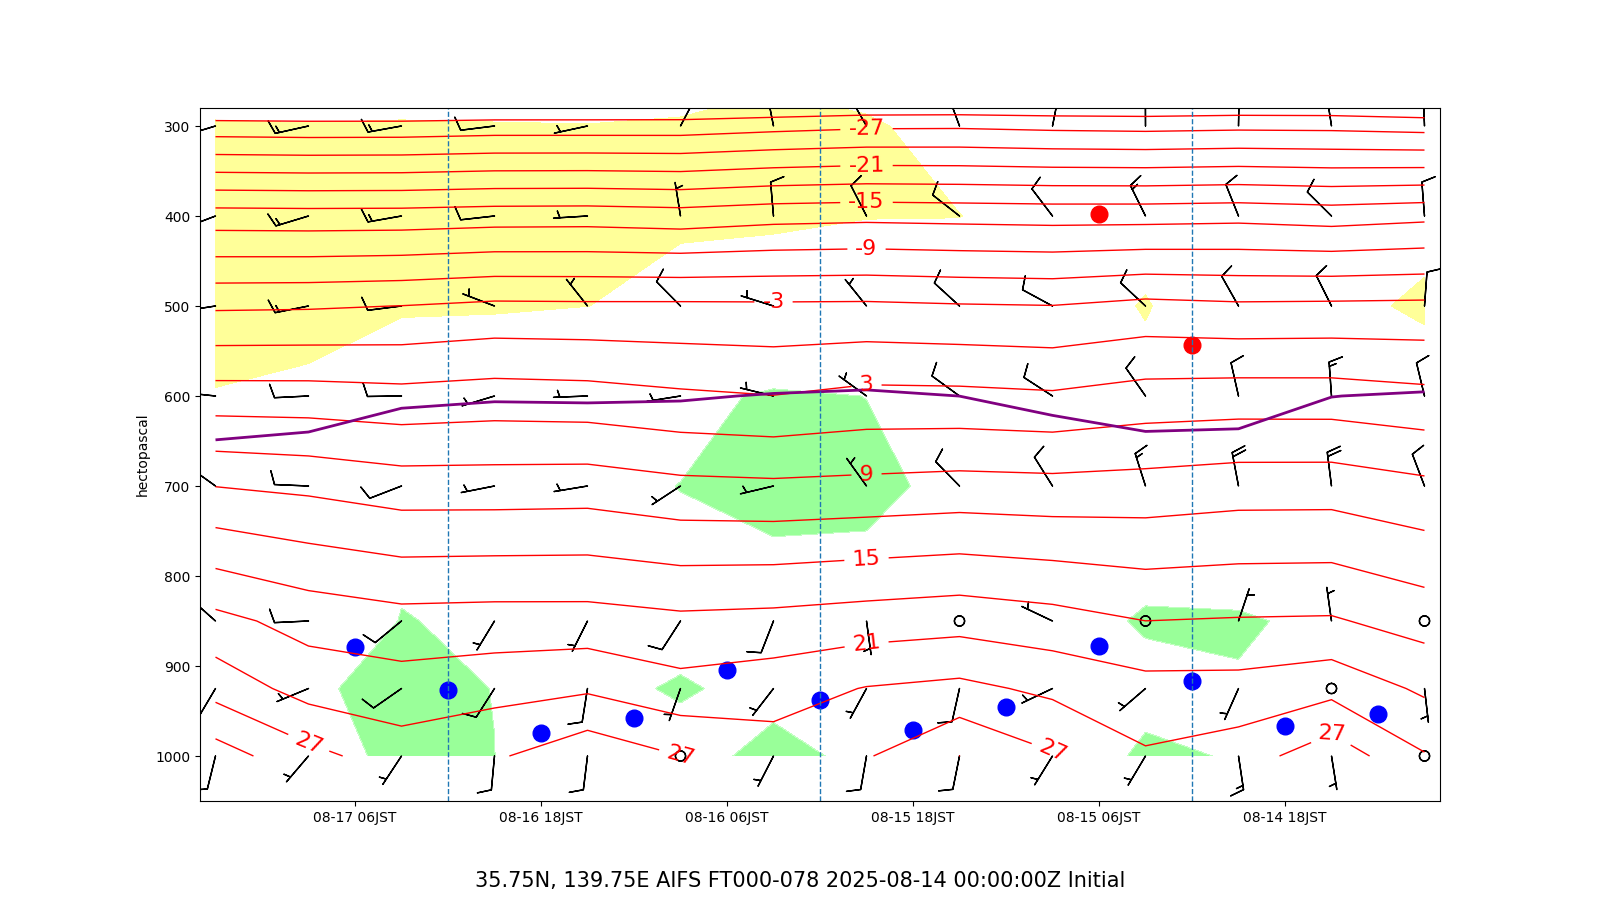 300
400
500
600
700
800
900
1000
hectopascal
-27
-21
-15
-9
-3
3
9
15
21
27
27
27
27
08-17 06JST
08-16 18JST
08-16 06JST
08-15 18JST
08-15 06JST
08-14 18JST
35.75N, 139.75E AIFS FT000-078 2025-08-14 00:00:00Z Initial